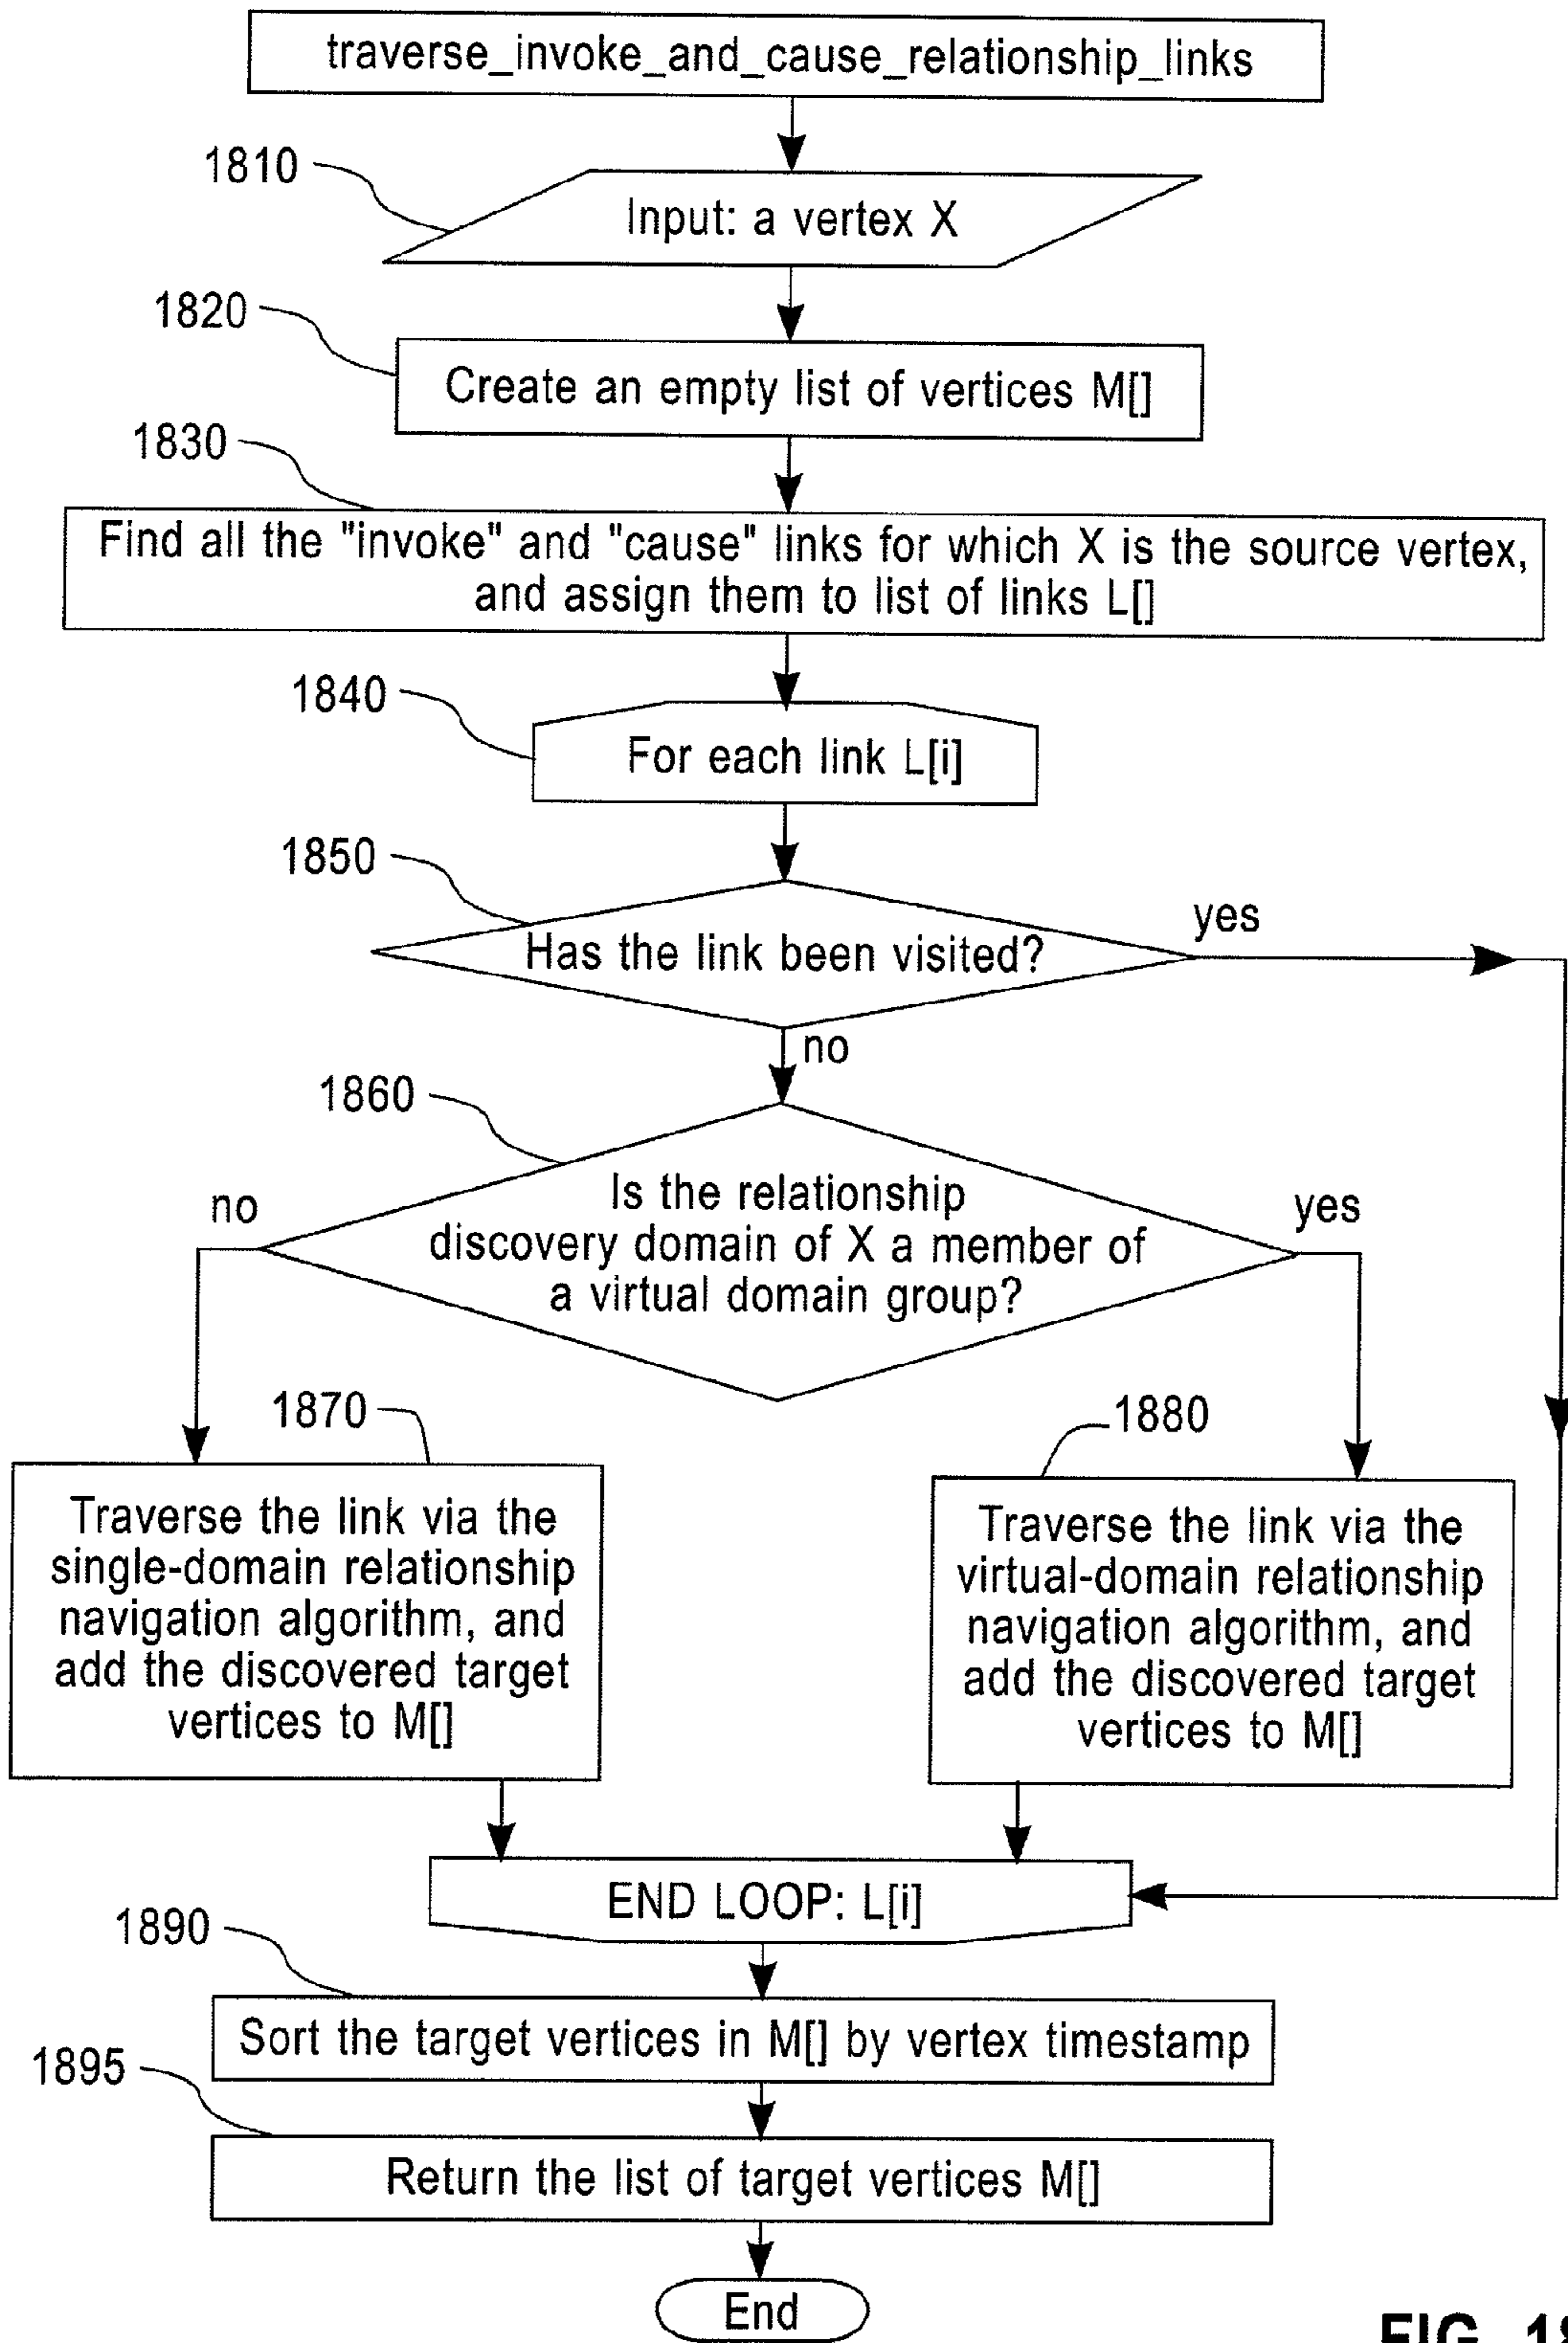 traverse_invoke_and_cause_relationship_links
1810
Input: a vertex X
1820
Create an empty list of vertices M[]
1830
Find all the "invoke" and "cause" links for which X is the source vertex,
and assign them to list of links L[]
1840
For each link L[i]
1850
Has the link been visited?
yes
no
1860
Is the relationship
discovery domain of X a member of
a virtual domain group?
no
yes
1870
1880
Traverse the link via the
single-domain relationship
navigation algorithm, and
add the discovered target
vertices to M[]
Traverse the link via the
virtual-domain relationship
navigation algorithm, and
add the discovered target
vertices to M[]
END LOOP: L[i]
1890
Sort the target vertices in M[] by vertex timestamp
1895
Return the list of target vertices M[]
End
FIG. 18